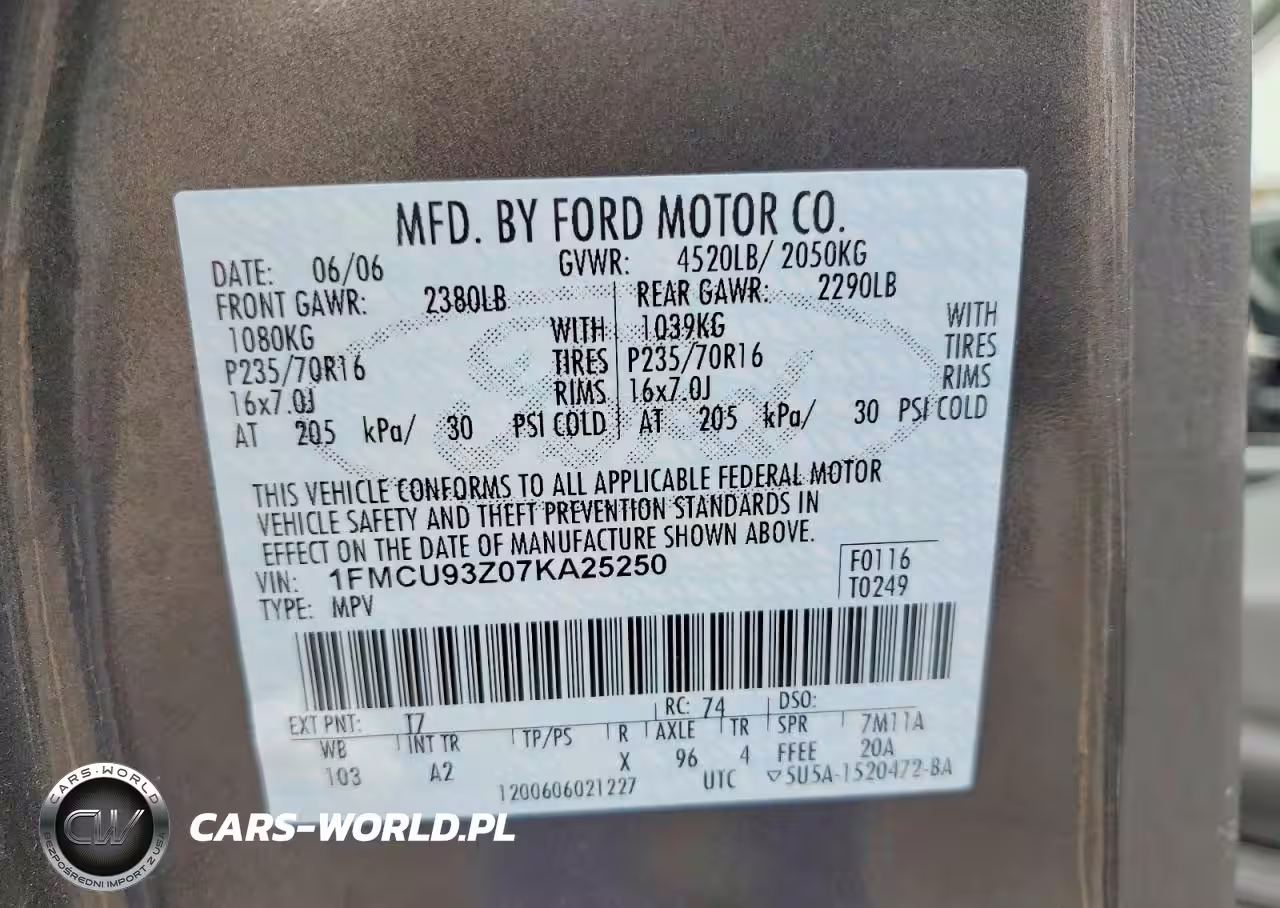 MFD. BY FORD MOTOR CO.
DATE: 06/06 GVWR: 4520LB/ 2050KG
FRONT GAWR: 2380LB REAR GAWR: 2290LB
1080KG WITH 1039KG WITH
P235/70R16 TIRES P235/70R16 TIRES
16x7.0J RIMS 16x7.0J RIMS
AT 205 kPa/ 30 PSI COLD AT 205 kPa/ 30 PSI COLD
THIS VEHICLE CONFORMS TO ALL APPLICABLE FEDERAL MOTOR
VEHICLE SAFETY AND THEFT PREVENTION STANDARDS IN
EFFECT ON THE DATE OF MANUFACTURE SHOWN ABOVE.
VIN: 1FMCU93Z07KA25250 F0116
TYPE: MPV T0249
EXT PNT: T7 RC: 74 DSO:
WB INT TR TP/PS R AXLE TR SPR 7M11A
103 A2 X 96 4 FFEE 20A
1200606021227 UTC ▽5U5A-1520472-BA
CARS-WORLD
CW
BEZPOŚREDNI IMPORT Z USA
CARS-WORLD.PL